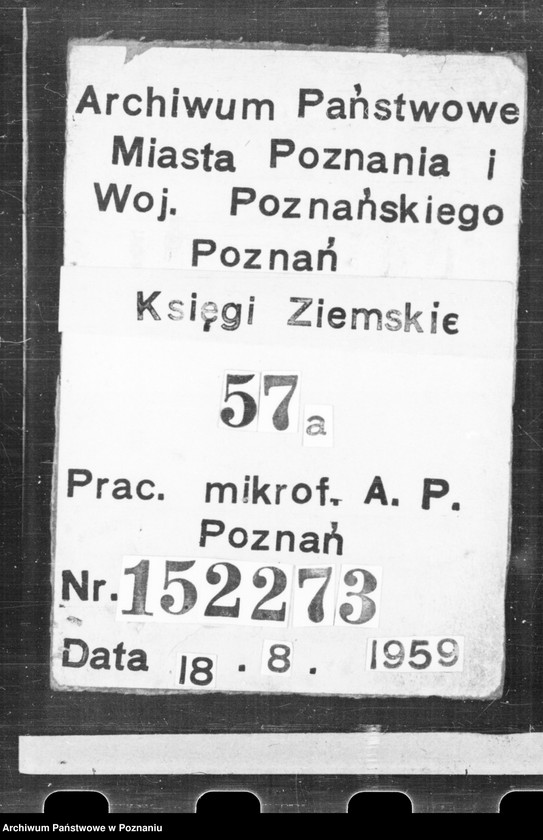 Archiwum Państwowe
Miasta Poznania i
Woj. Poznańskiego
Poznań
Księgi Ziemskie
57a
Prac. mikrof. A. P.
Poznań
Nr. 152273
Data 18 . 8 . 1959
Archiwum Państwowe w Poznaniu